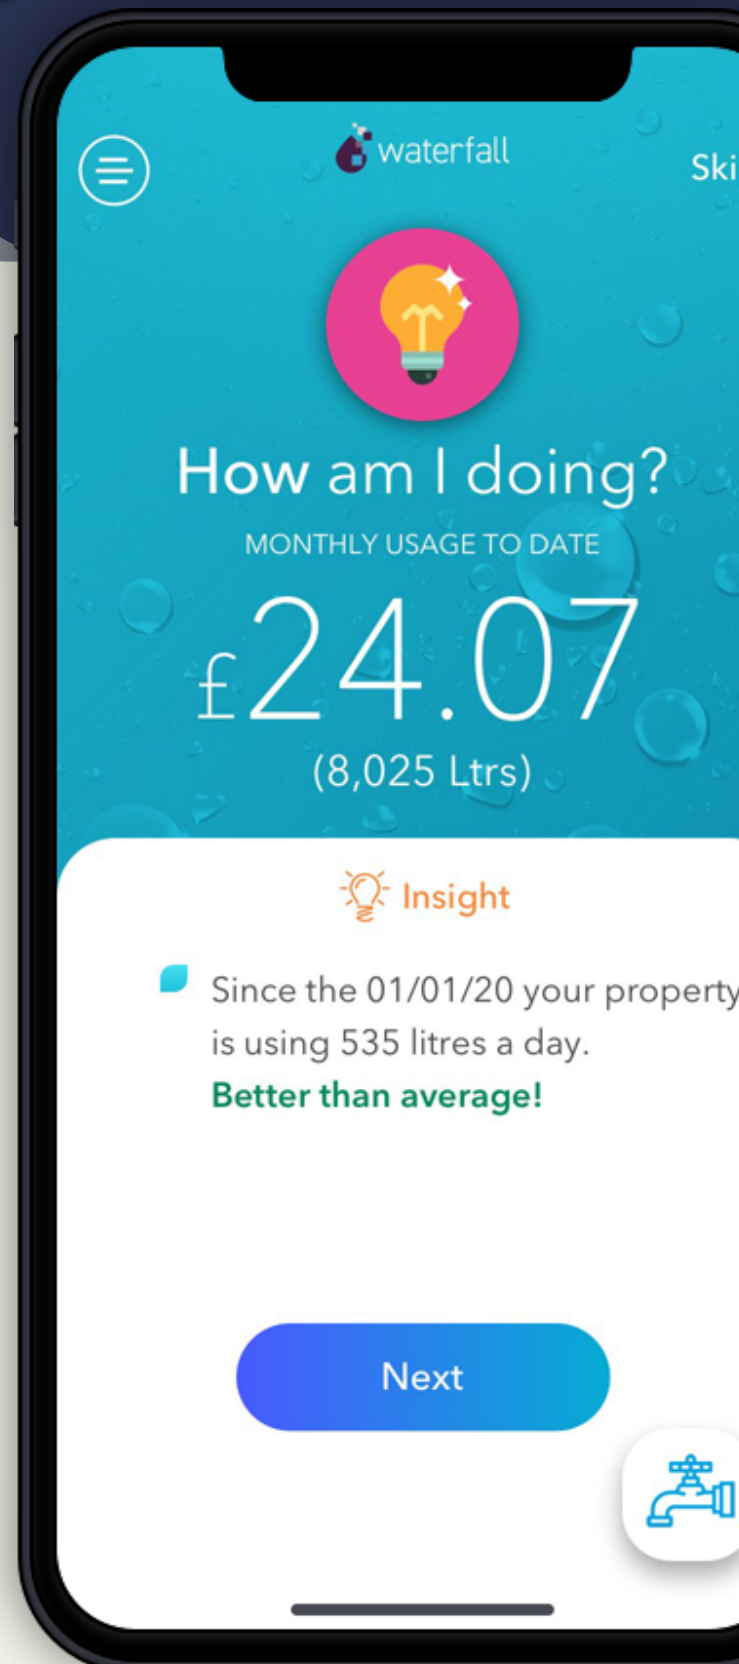 waterfall
Ski
How am I doing?
MONTHLY USAGE TO DATE
£24.07
(8,025 Ltrs)
Insight
Since the 01/01/20 your property
is using 535 litres a day.
Better than average!
Next